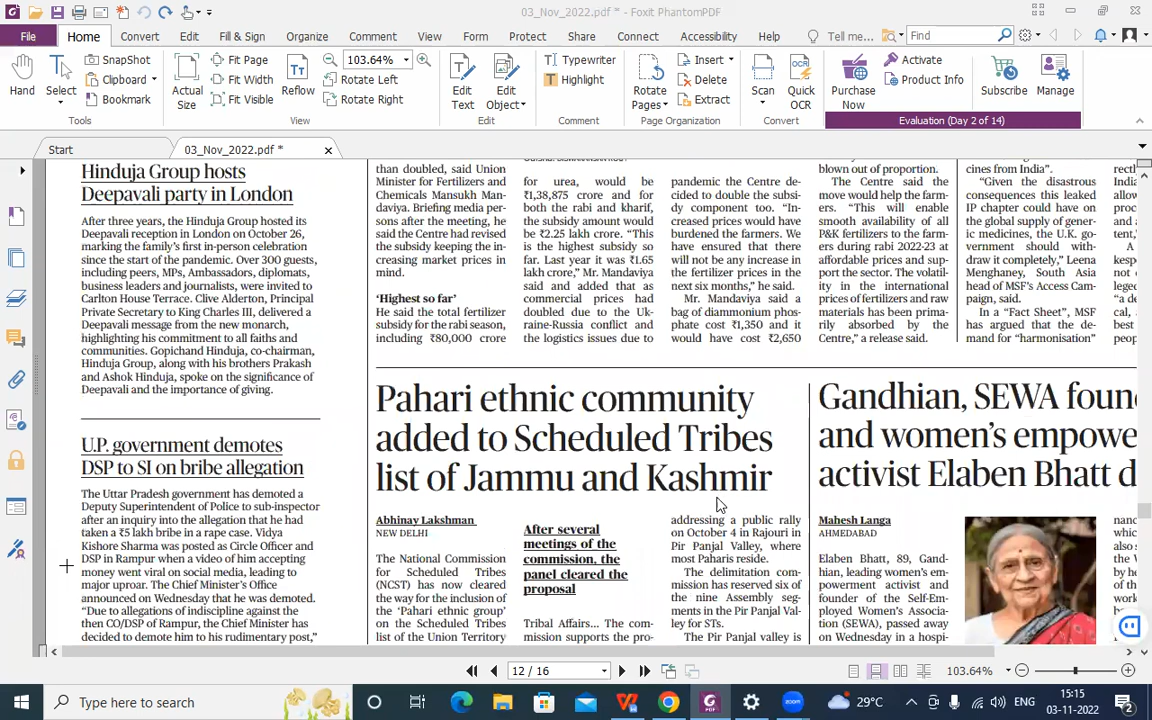 03_Nov_2022.pdf * - Foxit PhantomPDF
File Home Convert Edit Fill & Sign Organize Comment View Form Protect Share Connect Accessibility Help Tell me... Find
Hand
Select
SnapShot
Clipboard
Bookmark
Tools
Actual
Size
Fit Page
Fit Width
Fit Visible
Reflow
103.64%
Rotate Left
Rotate Right
View
Edit
Text
Edit
Object
Edit
Typewriter
Highlight
Comment
Rotate
Pages
Insert
Delete
Extract
Page Organization
Scan
Quick
OCR
Convert
Purchase
Now
Activate
Product Info
Subscribe
Manage
Evaluation (Day 2 of 14)
Start
03_Nov_2022.pdf *
Hinduja Group hosts
Deepavali party in London
After three years, the Hinduja Group hosted its
Deepavali reception in London on October 26,
marking the family's first in-person celebration
since the start of the pandemic. Over 300 guests,
including peers, MPs, Ambassadors, diplomats,
business leaders and journalists, were invited to
Carlton House Terrace. Clive Alderton, Principal
Private Secretary to King Charles III, delivered a
Deepavali message from the new monarch,
highlighting his commitment to all faiths and
communities. Gopichand Hinduja, co-chairman,
Hinduja Group, along with his brothers Prakash
and Ashok Hinduja, spoke on the significance of
Deepavali and the importance of giving.
U.P. government demotes
DSP to SI on bribe allegation
The Uttar Pradesh government has demoted a
Deputy Superintendent of Police to sub-inspector
after an inquiry into the allegation that he had
taken a ₹5 lakh bribe in a rape case. Vidya
Kishore Sharma was posted as Circle Officer and
DSP in Rampur when a video of him accepting
money went viral on social media, leading to
major uproar. The Chief Minister's Office
announced on Wednesday that he was demoted.
"Due to allegations of indiscipline against the
then CO/DSP of Rampur, the Chief Minister has
decided to demote him to his rudimentary post,"
than doubled, said Union
Minister for Fertilizers and
Chemicals Mansukh Man-
daviya. Briefing media per-
sons after the meeting, he
said the Centre had revised
the subsidy keeping the in-
creasing market prices in
mind.
'Highest so far'
He said the total fertilizer
subsidy for the rabi season,
including ₹80,000 crore
for urea, would be
₹1,38,875 crore and for
both the rabi and kharif,
the subsidy amount would
be ₹2.25 lakh crore. "This
is the highest subsidy so
far. Last year it was ₹1.65
lakh crore," Mr. Mandaviya
said and added that as
commercial prices had
doubled due to the Uk-
raine-Russia conflict and
the logistics issues due to
pandemic the Centre de-
cided to double the subsi-
dy component too. "In-
creased prices would have
burdened the farmers. We
have ensured that there
will not be any increase in
the fertilizer prices in the
next six months," he said.
Mr. Mandaviya said a
bag of diammonium phos-
phate cost ₹1,350 and it
would have cost ₹2,650
blown out of proportion.
The Centre said the
move would help the farm-
ers. "This will enable
smooth availability of all
P&K fertilizers to the farm-
ers during rabi 2022-23 at
affordable prices and sup-
port the sector. The volatil-
ity in the international
prices of fertilizers and raw
materials has been prima-
rily absorbed by the
Centre," a release said.
cines from India".
"Given the disastrous
consequences this leaked
IP chapter could have on
the global supply of gener-
ic medicines, the U.K. go-
vernment should with-
draw it completely," Leena
Menghaney, South Asia
head of MSF's Access Cam-
paign, said.
In a "Fact Sheet", MSF
has argued that the de-
mand for "harmonisation"
Pahari ethnic community
added to Scheduled Tribes
list of Jammu and Kashmir
Abhinay Lakshman
NEW DELHI
The National Commission
for Scheduled Tribes
(NCST) has now cleared
the way for the inclusion of
the 'Pahari ethnic group'
on the Scheduled Tribes
list of the Union Territory
After several
meetings of the
commission, the
panel cleared the
proposal
Tribal Affairs... The com-
mission supports the pro-
addressing a public rally
on October 4 in Rajouri in
Pir Panjal Valley, where
most Paharis reside.
The delimitation com-
mission has reserved six of
the nine Assembly seg-
ments in the Pir Panjal Val-
ley for STs.
The Pir Panjal valley is
Gandhian, SEWA foun
and women's empowe
activist Elaben Bhatt d
Mahesh Langa
AHMEDABAD
Elaben Bhatt, 89, Gand-
hian, leading women's em-
powerment activist and
founder of the Self-Em-
ployed Women's Associa-
tion (SEWA), passed away
on Wednesday in a hospi-
12 / 16
103.64%
Type here to search
29°C
ENG
15:15
03-11-2022
2